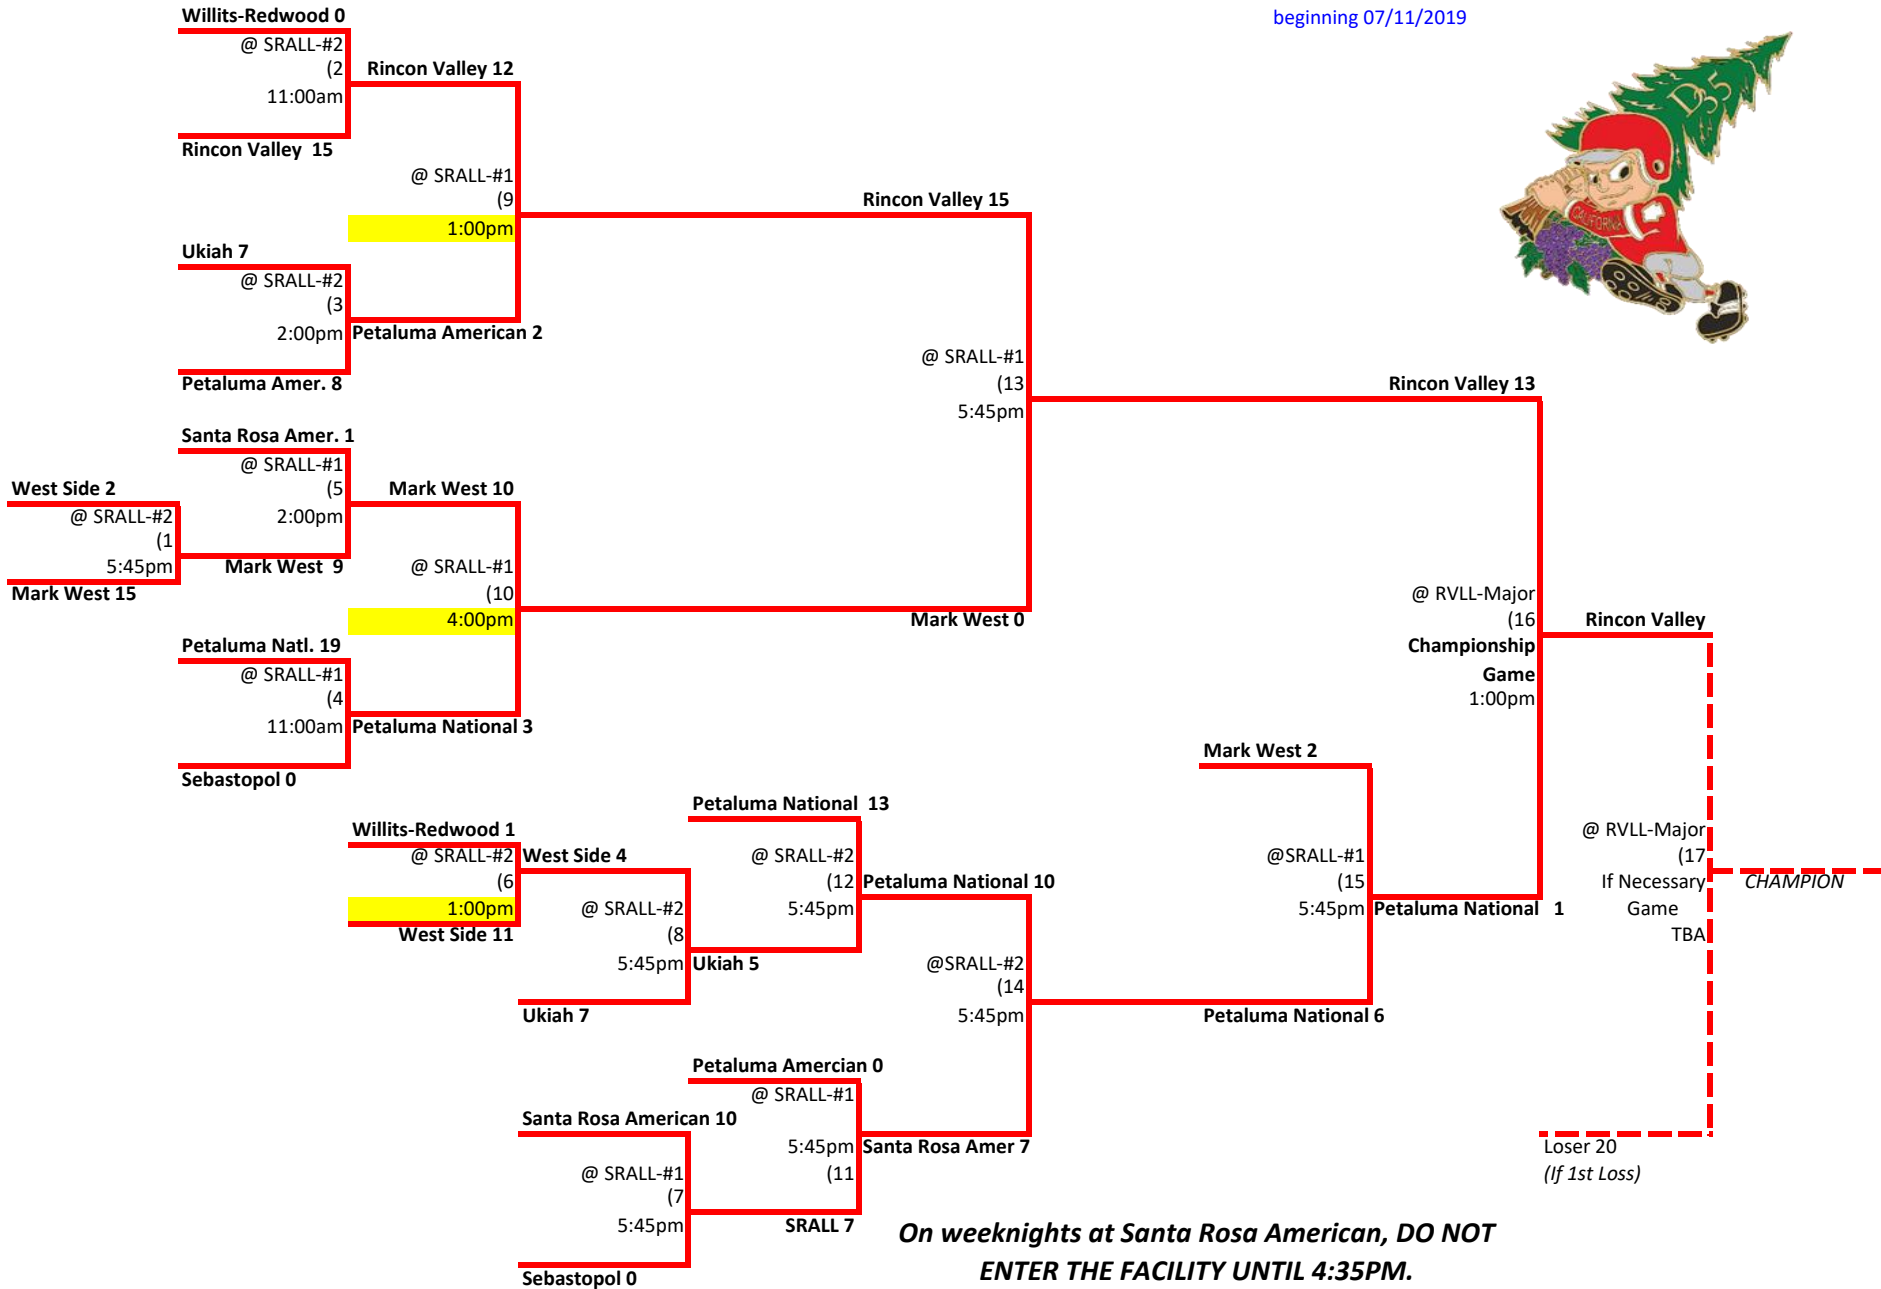 Willits-Redwood 0
beginning 07/11/2019
@ SRALL-#2
(2
11:00am
Rincon Valley 12
Rincon Valley  15
@ SRALL-#1
(9
1:00pm
Rincon Valley 15
Ukiah 7
@ SRALL-#2
(3
2:00pm
Petaluma American 2
Petaluma Amer. 8
D35
CALIFORNIA
@ SRALL-#1
(13
5:45pm
Rincon Valley 13
Santa Rosa Amer. 1
@ SRALL-#1
(5
2:00pm
West Side 2
@ SRALL-#2
(1
5:45pm
Mark West 15
Mark West 10
Mark West  9
@ SRALL-#1
(10
4:00pm
Mark West 0
Petaluma Natl. 19
@ SRALL-#1
(4
11:00am
Petaluma National 3
Sebastopol 0
@ RVLL-Major
(16
Championship
Game
1:00pm
Rincon Valley
Mark West 2
Petaluma National  13
Willits-Redwood 1
@ SRALL-#2
(6
1:00pm
West Side 11
West Side 4
@ SRALL-#2
(8
5:45pm
Ukiah 7
@ SRALL-#2
(12
5:45pm
Ukiah 5
Petaluma National 10
@SRALL-#2
(14
5:45pm
@SRALL-#1
(15
5:45pm
Petaluma National   1
@ RVLL-Major
(17
If Necessary
Game
TBA
CHAMPION
Petaluma National 6
Petaluma Amercian 0
@ SRALL-#1
5:45pm
(11
Santa Rosa Amer 7
Santa Rosa American 10
@ SRALL-#1
(7
5:45pm
SRALL 7
Sebastopol 0
Loser 20
(If 1st Loss)
On weeknights at Santa Rosa American, DO NOT
ENTER THE FACILITY UNTIL 4:35PM.